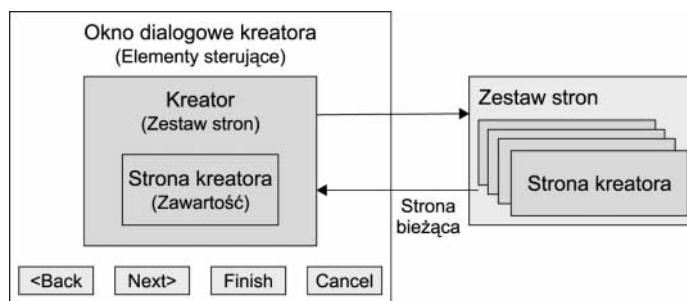 Okno dialogowe kreatora
(Elementy sterujące)
Kreator
(Zestaw stron)
Strona kreatora
(Zawartość)
<Back
Next>
Finish
Cancel
Zestaw stron
Strona kreatora
Strona
bieżąca